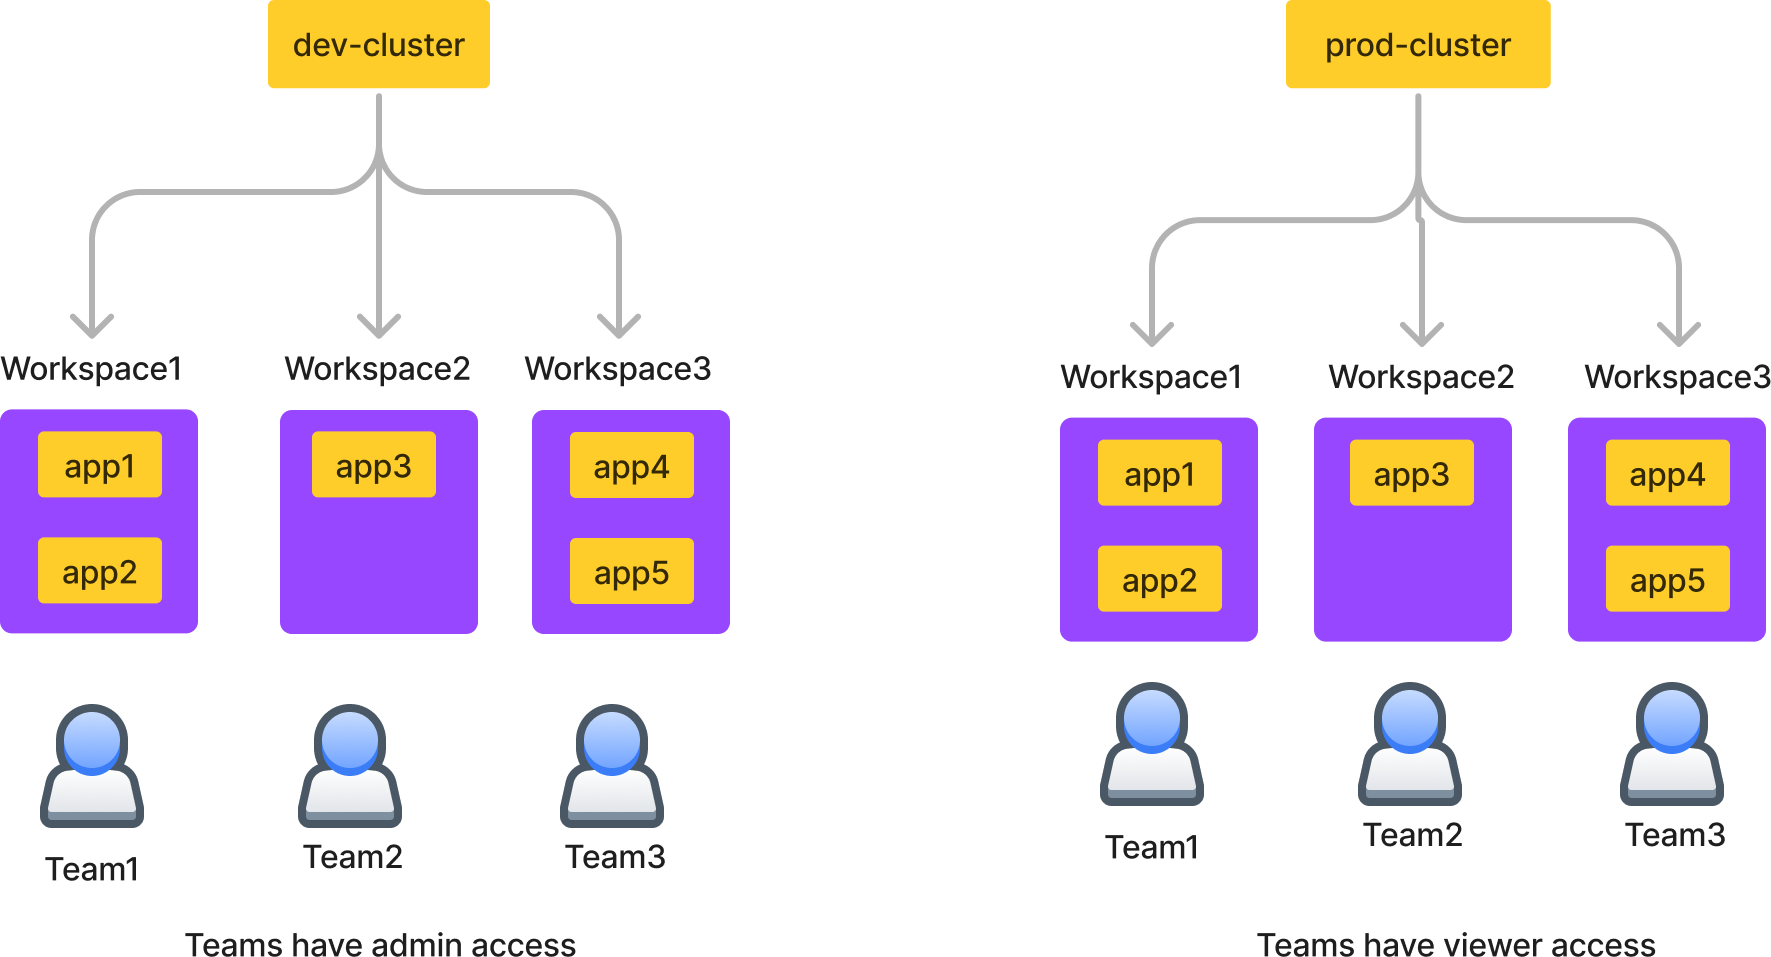 dev-cluster
prod-cluster
Workspace1
Workspace2
Workspace3
Workspace1
Workspace2
Workspace3
app1
app3
app4
app1
app3
app4
app2
app5
app2
app5
Team1
Team2
Team3
Team1
Team2
Team3
Teams have admin access
Teams have viewer access